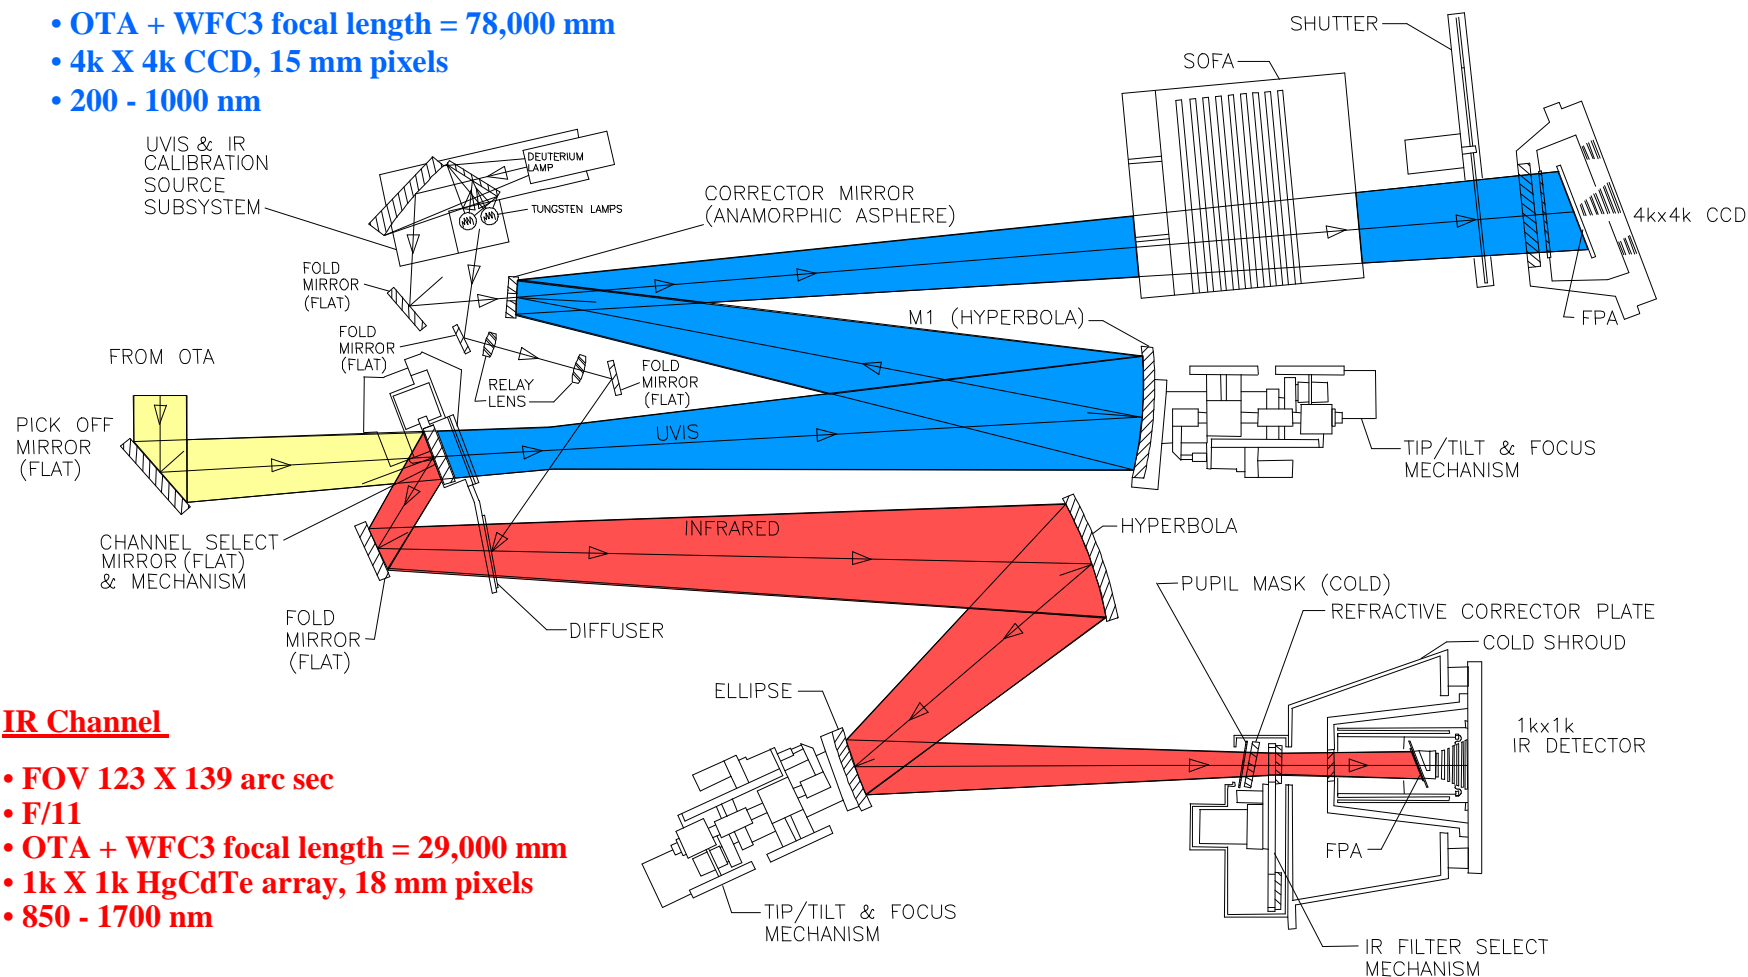 • OTA + WFC3 focal length = 78,000 mm
• 4k X 4k CCD, 15 mm pixels
• 200 - 1000 nm
SHUTTER
SOFA
UVIS & IR
CALIBRATION
SOURCE
SUBSYSTEM
DEUTERIUM
LAMP
TUNGSTEN LAMPS
CORRECTOR MIRROR
(ANAMORPHIC ASPHERE)
4kx4k CCD
FPA
FOLD
MIRROR
(FLAT)
FOLD
MIRROR
(FLAT)
M1 (HYPERBOLA)
FROM OTA
RELAY
LENS
FOLD
MIRROR
(FLAT)
PICK OFF
MIRROR
(FLAT)
UVIS
TIP/TILT & FOCUS
MECHANISM
CHANNEL SELECT
MIRROR (FLAT)
& MECHANISM
INFRARED
HYPERBOLA
PUPIL MASK (COLD)
REFRACTIVE CORRECTOR PLATE
COLD SHROUD
FOLD
MIRROR
(FLAT)
DIFFUSER
ELLIPSE
1kx1k
IR DETECTOR
FPA
IR Channel
• FOV 123 X 139 arc sec
• F/11
• OTA + WFC3 focal length = 29,000 mm
• 1k X 1k HgCdTe array, 18 mm pixels
• 850 - 1700 nm
TIP/TILT & FOCUS
MECHANISM
IR FILTER SELECT
MECHANISM